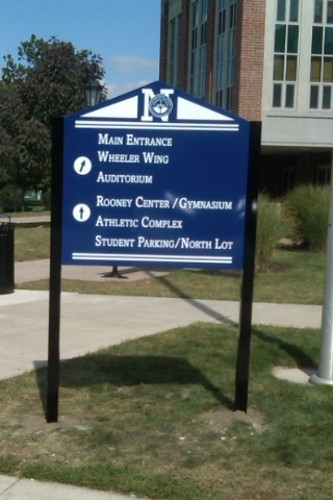 N
Main Entrance
Wheeler Wing
Auditorium
Rooney Center/Gymnasium
Athletic Complex
Student Parking/North Lot